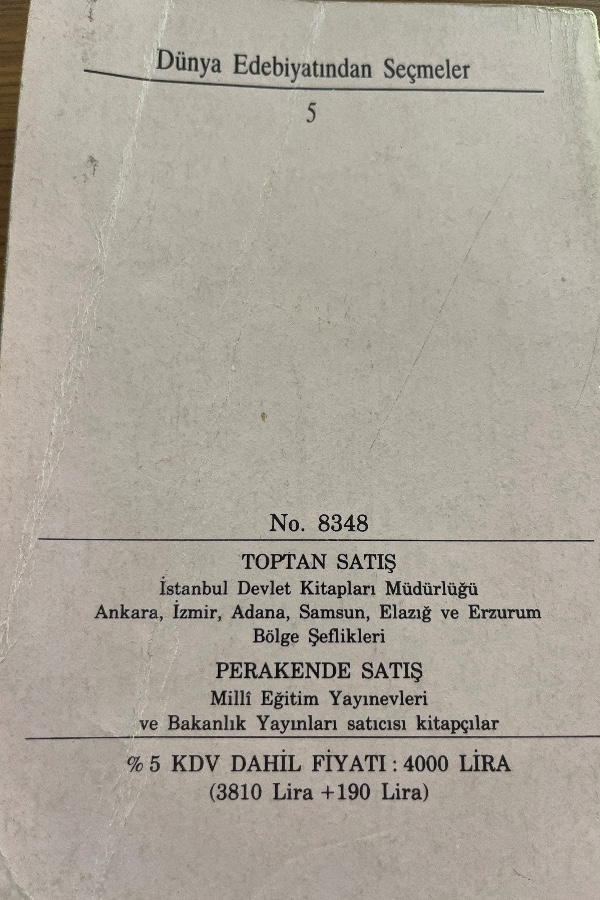 Dünya Edebiyatından Seçmeler
5
No. 8348
TOPTAN SATIŞ
İstanbul Devlet Kitapları Müdürlüğü
Ankara, İzmir, Adana, Samsun, Elazığ ve Erzurum
Bölge Şeflikleri
PERAKENDE SATIŞ
Millî Eğitim Yayınevleri
ve Bakanlık Yayınları satıcısı kitapçılar
% 5 KDV DAHİL FİYATI : 4000 LİRA
(3810 Lira +190 Lira)